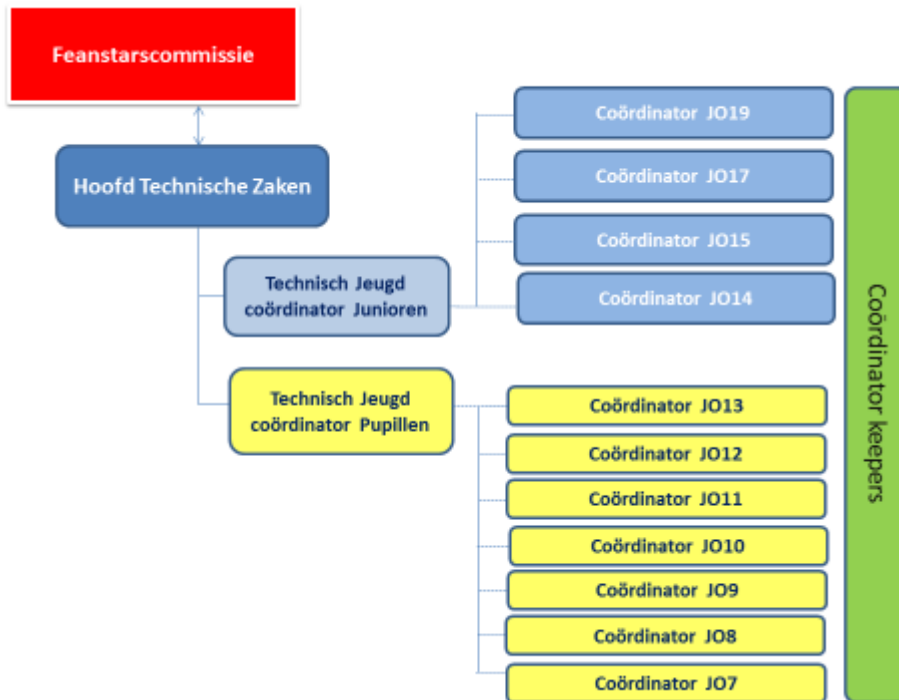 Feanstarscommissie
Hoofd Technische Zaken
Technisch Jeugd
coördinator Junioren
Coördinator JO19
Coördinator JO17
Coördinator JO15
Coördinator JO14
Technisch Jeugd
coördinator Pupillen
Coördinator JO13
Coördinator JO12
Coördinator JO11
Coördinator JO10
Coördinator JO9
Coördinator JO8
Coördinator JO7
Coördinator keepers